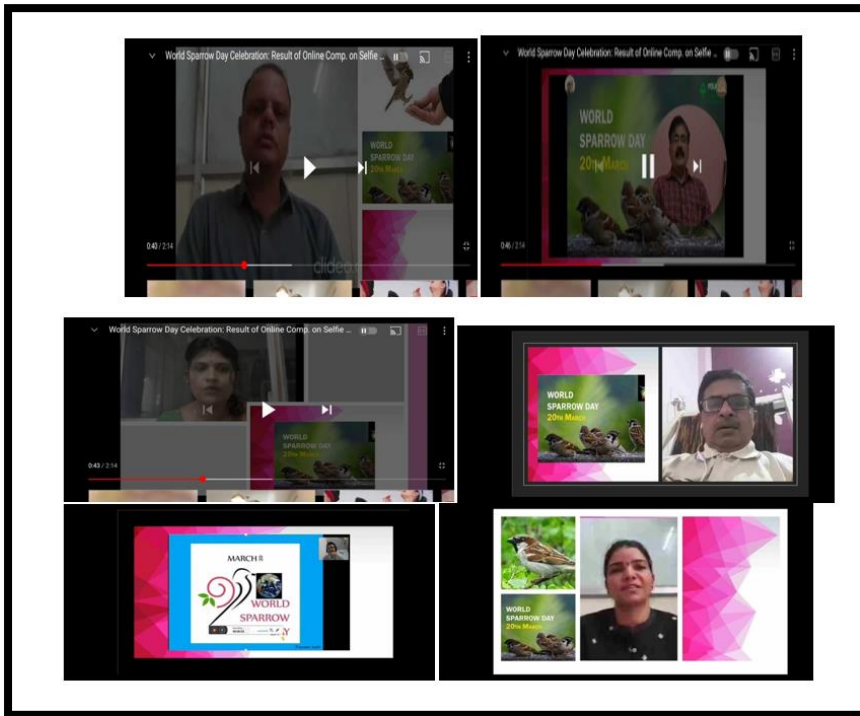 World Sparrow Day Celebration: Result of Online Comp. on Selfie ...
WORLD
SPARROW DAY
20TH MARCH
0:40 / 2:14
clideo.
World Sparrow Day Celebration: Result of Online Comp. on Selfie ...
WORLD
SPARROW DAY
20TH MARCH
0:46 / 2:14
World Sparrow Day Celebration: Result of Online Comp. on Selfie ...
WORLD
SPARROW DAY
20TH MARCH
0:43 / 2:14
WORLD
SPARROW DAY
20TH MARCH
MARCH
WORLD
SPARROW
Y
WORLD
SPARROW DAY
20TH MARCH